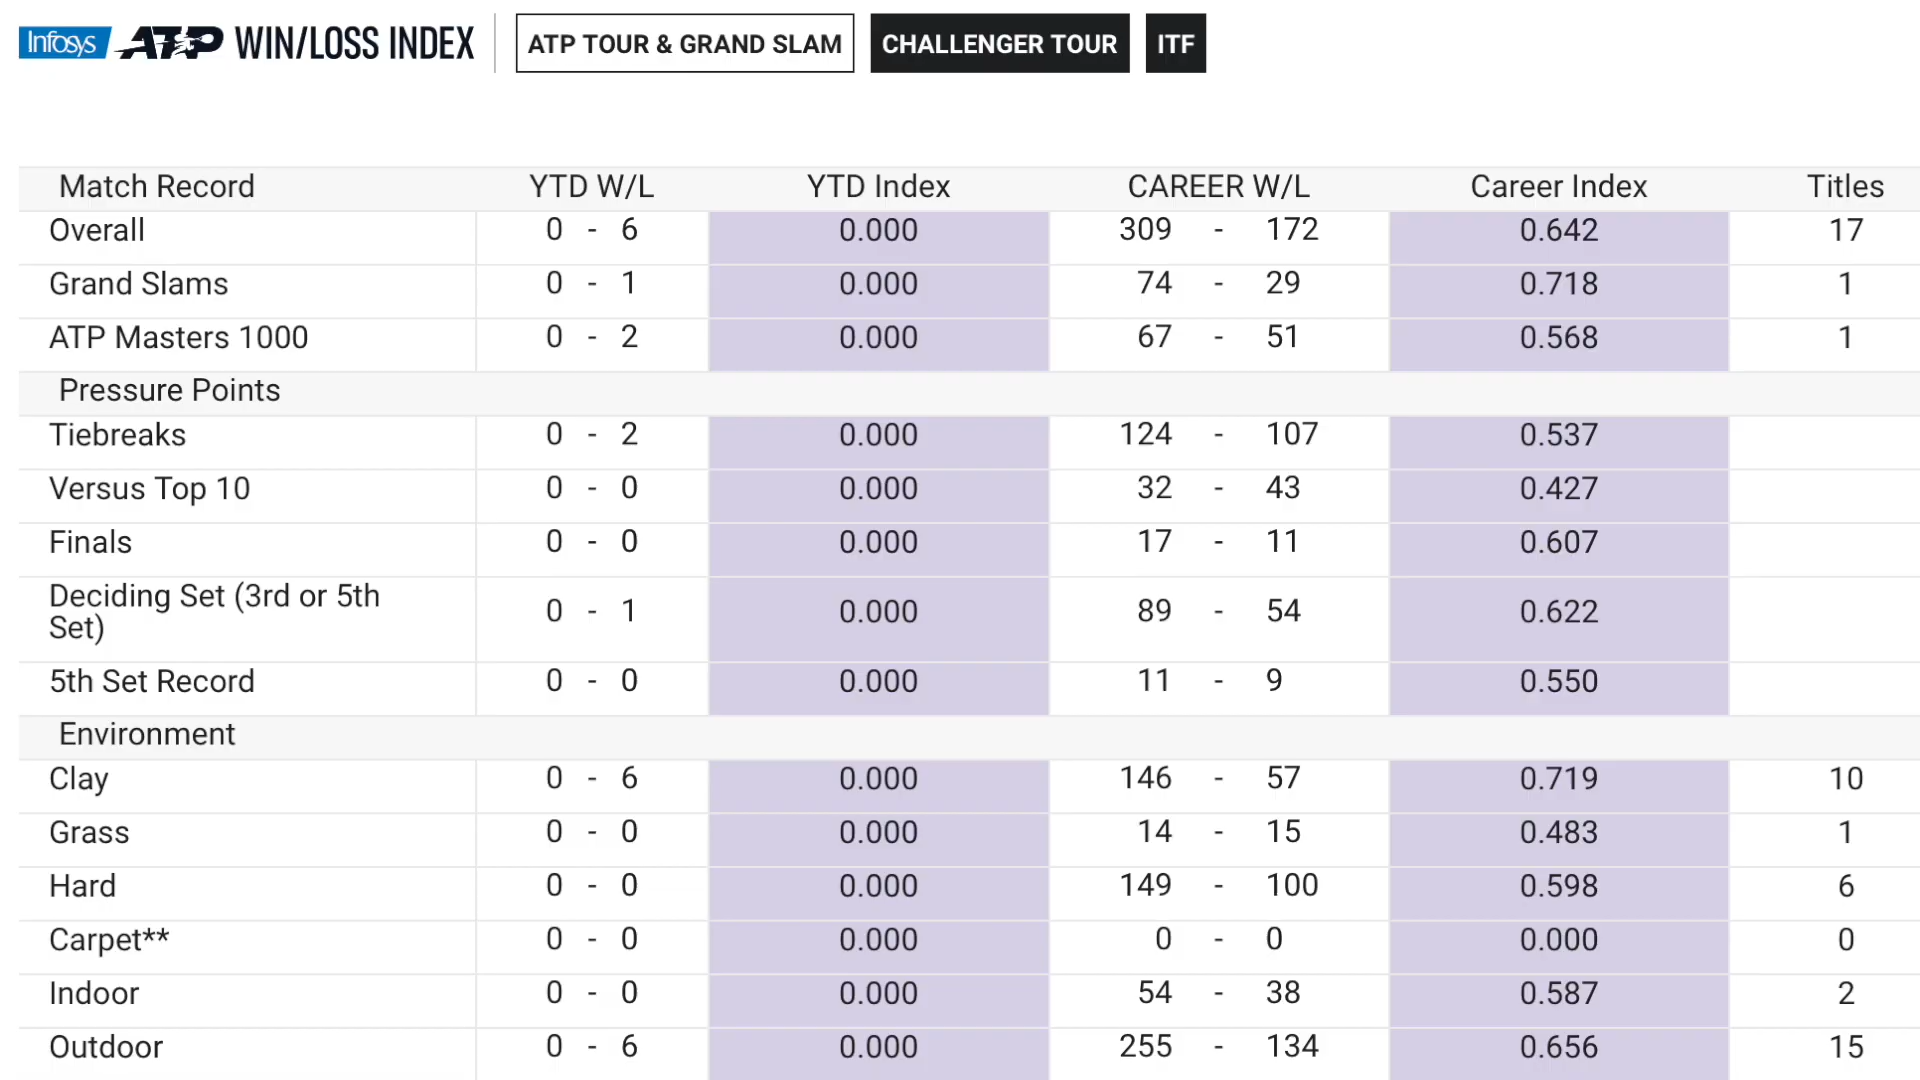 Infosys ATP WIN/LOSS INDEX ATP TOUR & GRAND SLAM CHALLENGER TOUR ITF
Match Record YTD W/L YTD Index CAREER W/L Career Index Titles
Overall 0 - 6 0.000 309 - 172 0.642 17
Grand Slams 0 - 1 0.000 74 - 29 0.718 1
ATP Masters 1000 0 - 2 0.000 67 - 51 0.568 1
Pressure Points
Tiebreaks 0 - 2 0.000 124 - 107 0.537
Versus Top 10 0 - 0 0.000 32 - 43 0.427
Finals 0 - 0 0.000 17 - 11 0.607
Deciding Set (3rd or 5th
Set) 0 - 1 0.000 89 - 54 0.622
5th Set Record 0 - 0 0.000 11 - 9 0.550
Environment
Clay 0 - 6 0.000 146 - 57 0.719 10
Grass 0 - 0 0.000 14 - 15 0.483 1
Hard 0 - 0 0.000 149 - 100 0.598 6
Carpet** 0 - 0 0.000 0 - 0 0.000 0
Indoor 0 - 0 0.000 54 - 38 0.587 2
Outdoor 0 - 6 0.000 255 - 134 0.656 15